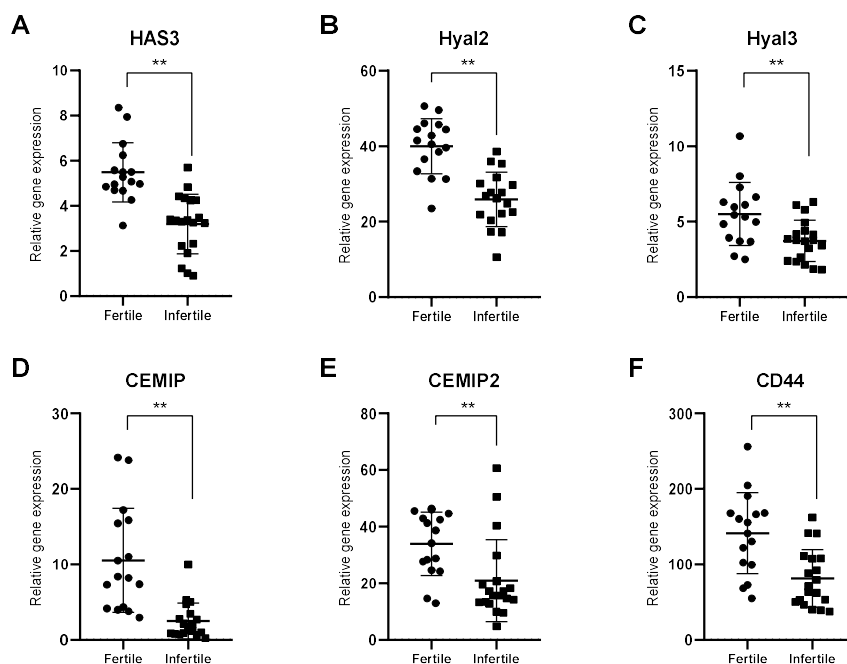 A
HAS3
Relative gene expression
10
8
6
4
2
0
**
Fertile
Infertile
B
Hyal2
Relative gene expression
60
40
20
0
**
Fertile
Infertile
C
Hyal3
Relative gene expression
15
10
5
0
**
Fertile
Infertile
D
CEMIP
Relative gene expression
30
20
10
0
**
Fertile
Infertile
E
CEMIP2
Relative gene expression
80
60
40
20
0
**
Fertile
Infertile
F
CD44
Relative gene expression
300
200
100
0
**
Fertile
Infertile